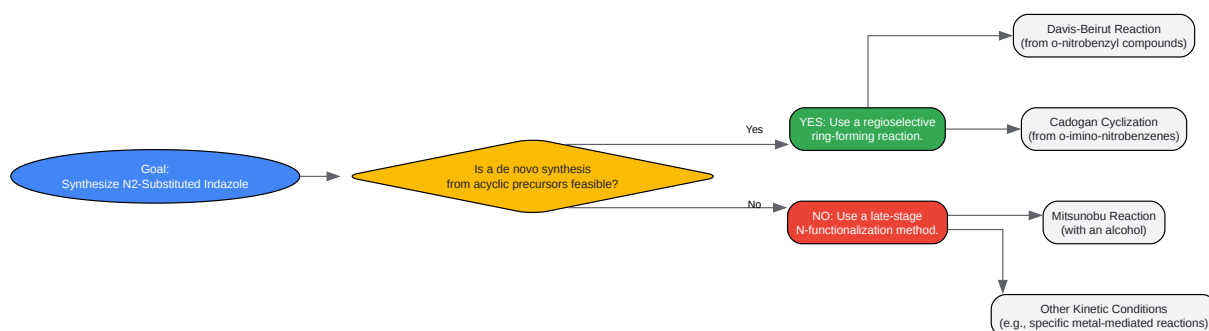 Goal:
Synthesize N2-Substituted Indazole
Is a de novo synthesis
from acyclic precursors feasible?
Yes
No
YES: Use a regioselective
ring-forming reaction.
NO: Use a late-stage
N-functionalization method.
Davis-Beirut Reaction
(from o-nitrobenzyl compounds)
Cadogan Cyclization
(from o-imino-nitrobenzenes)
Mitsunobu Reaction
(with an alcohol)
Other Kinetic Conditions
(e.g., specific metal-mediated reactions)